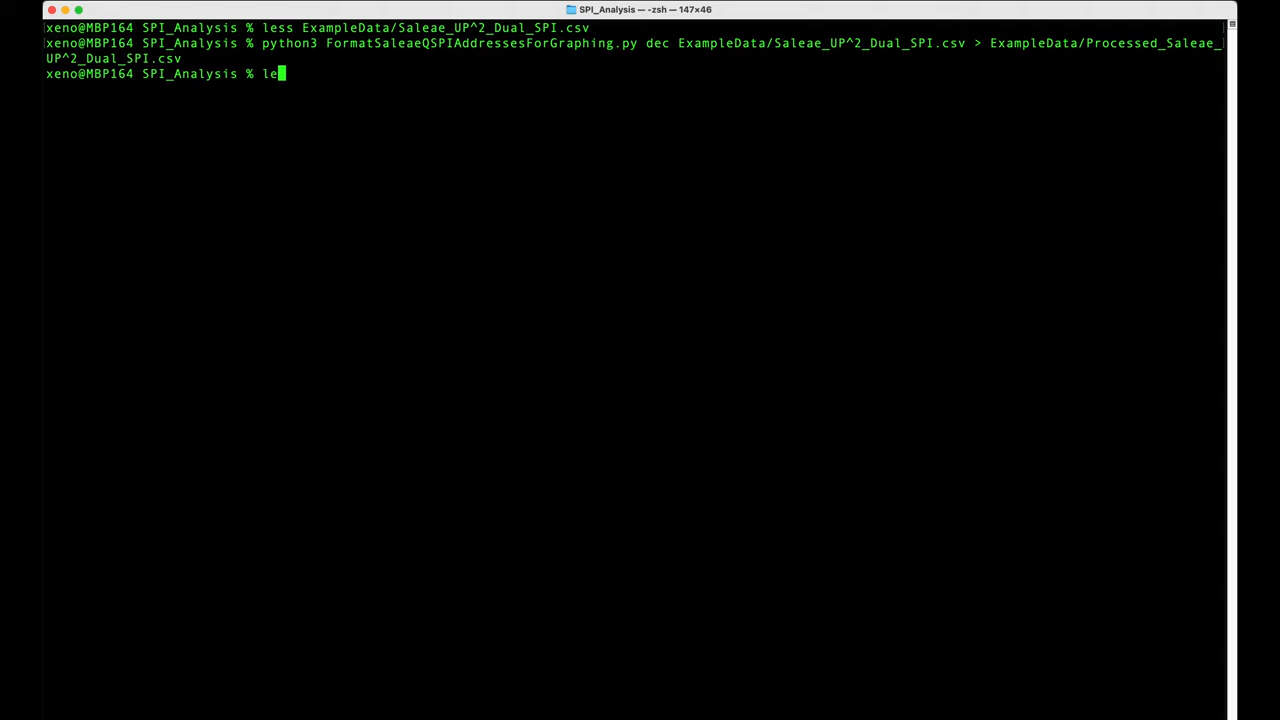 SPI_Analysis — -zsh — 147×46
xeno@MBP164 SPI_Analysis % less ExampleData/Saleae_UP^2_Dual_SPI.csv
xeno@MBP164 SPI_Analysis % python3 FormatSaleaeQSPIAddressesForGraphing.py dec ExampleData/Saleae_UP^2_Dual_SPI.csv > ExampleData/Processed_Saleae_
UP^2_Dual_SPI.csv
xeno@MBP164 SPI_Analysis % le